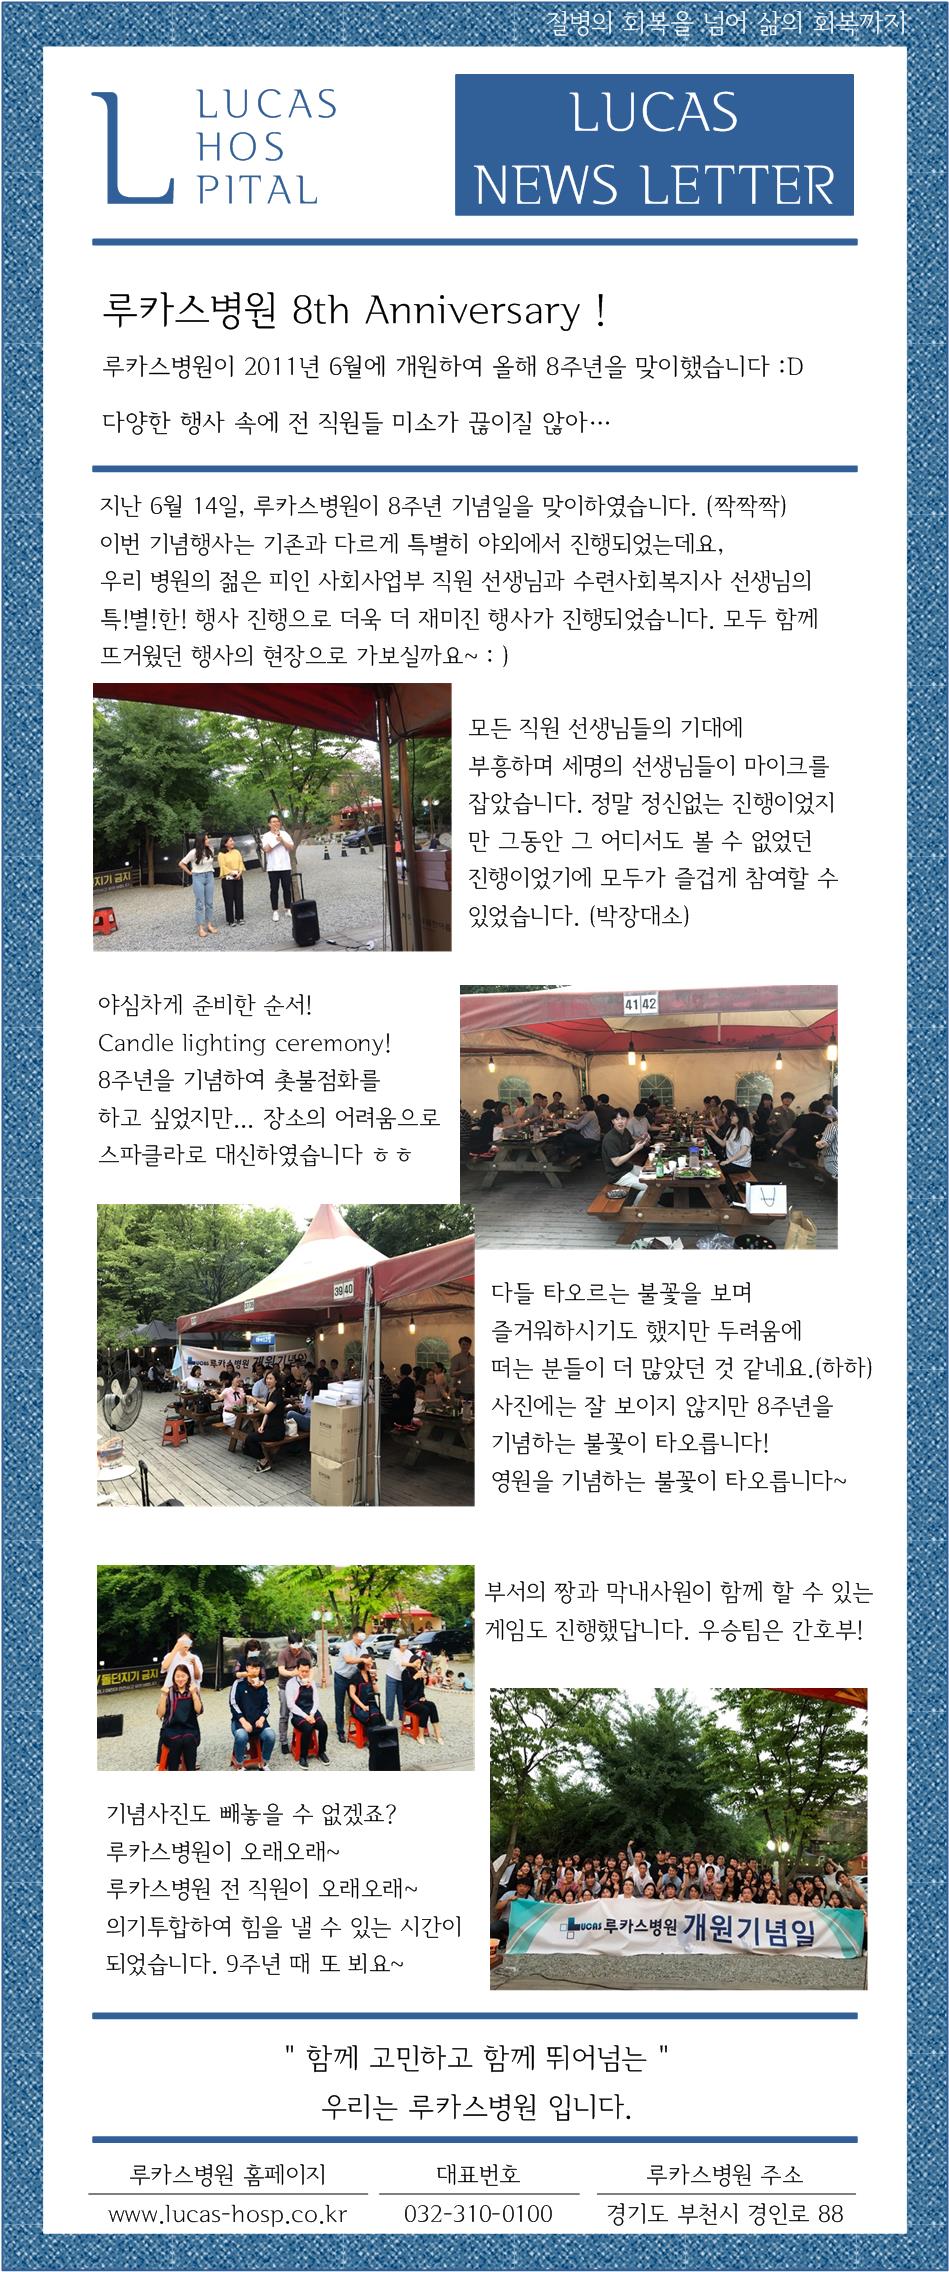 질병의 회복을 넘어 삶의 회복까지
LUCAS
HOS
PITAL
LUCAS
NEWS LETTER
루카스병원 8th Anniversary !
루카스병원이 2011년 6월에 개원하여 올해 8주년을 맞이했습니다 :D
다양한 행사 속에 전 직원들 미소가 끊이질 않아…
지난 6월 14일, 루카스병원이 8주년 기념일을 맞이하였습니다. (짝짝짝)
이번 기념행사는 기존과 다르게 특별히 야외에서 진행되었는데요,
우리 병원의 젊은 피인 사회사업부 직원 선생님과 수련사회복지사 선생님의
특!별!한! 행사 진행으로 더욱 더 재미진 행사가 진행되었습니다. 모두 함께
뜨거웠던 행사의 현장으로 가보실까요~ : )
모든 직원 선생님들의 기대에
부흥하며 세명의 선생님들이 마이크를
잡았습니다. 정말 정신없는 진행이었지
만 그동안 그 어디서도 볼 수 없었던
진행이었기에 모두가 즐겁게 참여할 수
있었습니다. (박장대소)
지기 금지
야심차게 준비한 순서!
Candle lighting ceremony!
8주년을 기념하여 촛불점화를
하고 싶었지만... 장소의 어려움으로
스파클라로 대신하였습니다 ㅎㅎ
41 42
39 40
LUCAS 루카스병원 개원기념일
다들 타오르는 불꽃을 보며
즐거워하시기도 했지만 두려움에
떠는 분들이 더 많았던 것 같네요.(하하)
사진에는 잘 보이지 않지만 8주년을
기념하는 불꽃이 타오릅니다!
영원을 기념하는 불꽃이 타오릅니다~
돌던지기 금지
부서의 짱과 막내사원이 함께 할 수 있는
게임도 진행했답니다. 우승팀은 간호부!
기념사진도 빼놓을 수 없겠죠?
루카스병원이 오래오래~
루카스병원 전 직원이 오래오래~
의기투합하여 힘을 낼 수 있는 시간이
되었습니다. 9주년 때 또 뵈요~
LUCAS 루카스병원 개원기념일
" 함께 고민하고 함께 뛰어넘는 "
우리는 루카스병원 입니다.
루카스병원 홈페이지
www.lucas-hosp.co.kr
대표번호
032-310-0100
루카스병원 주소
경기도 부천시 경인로 88